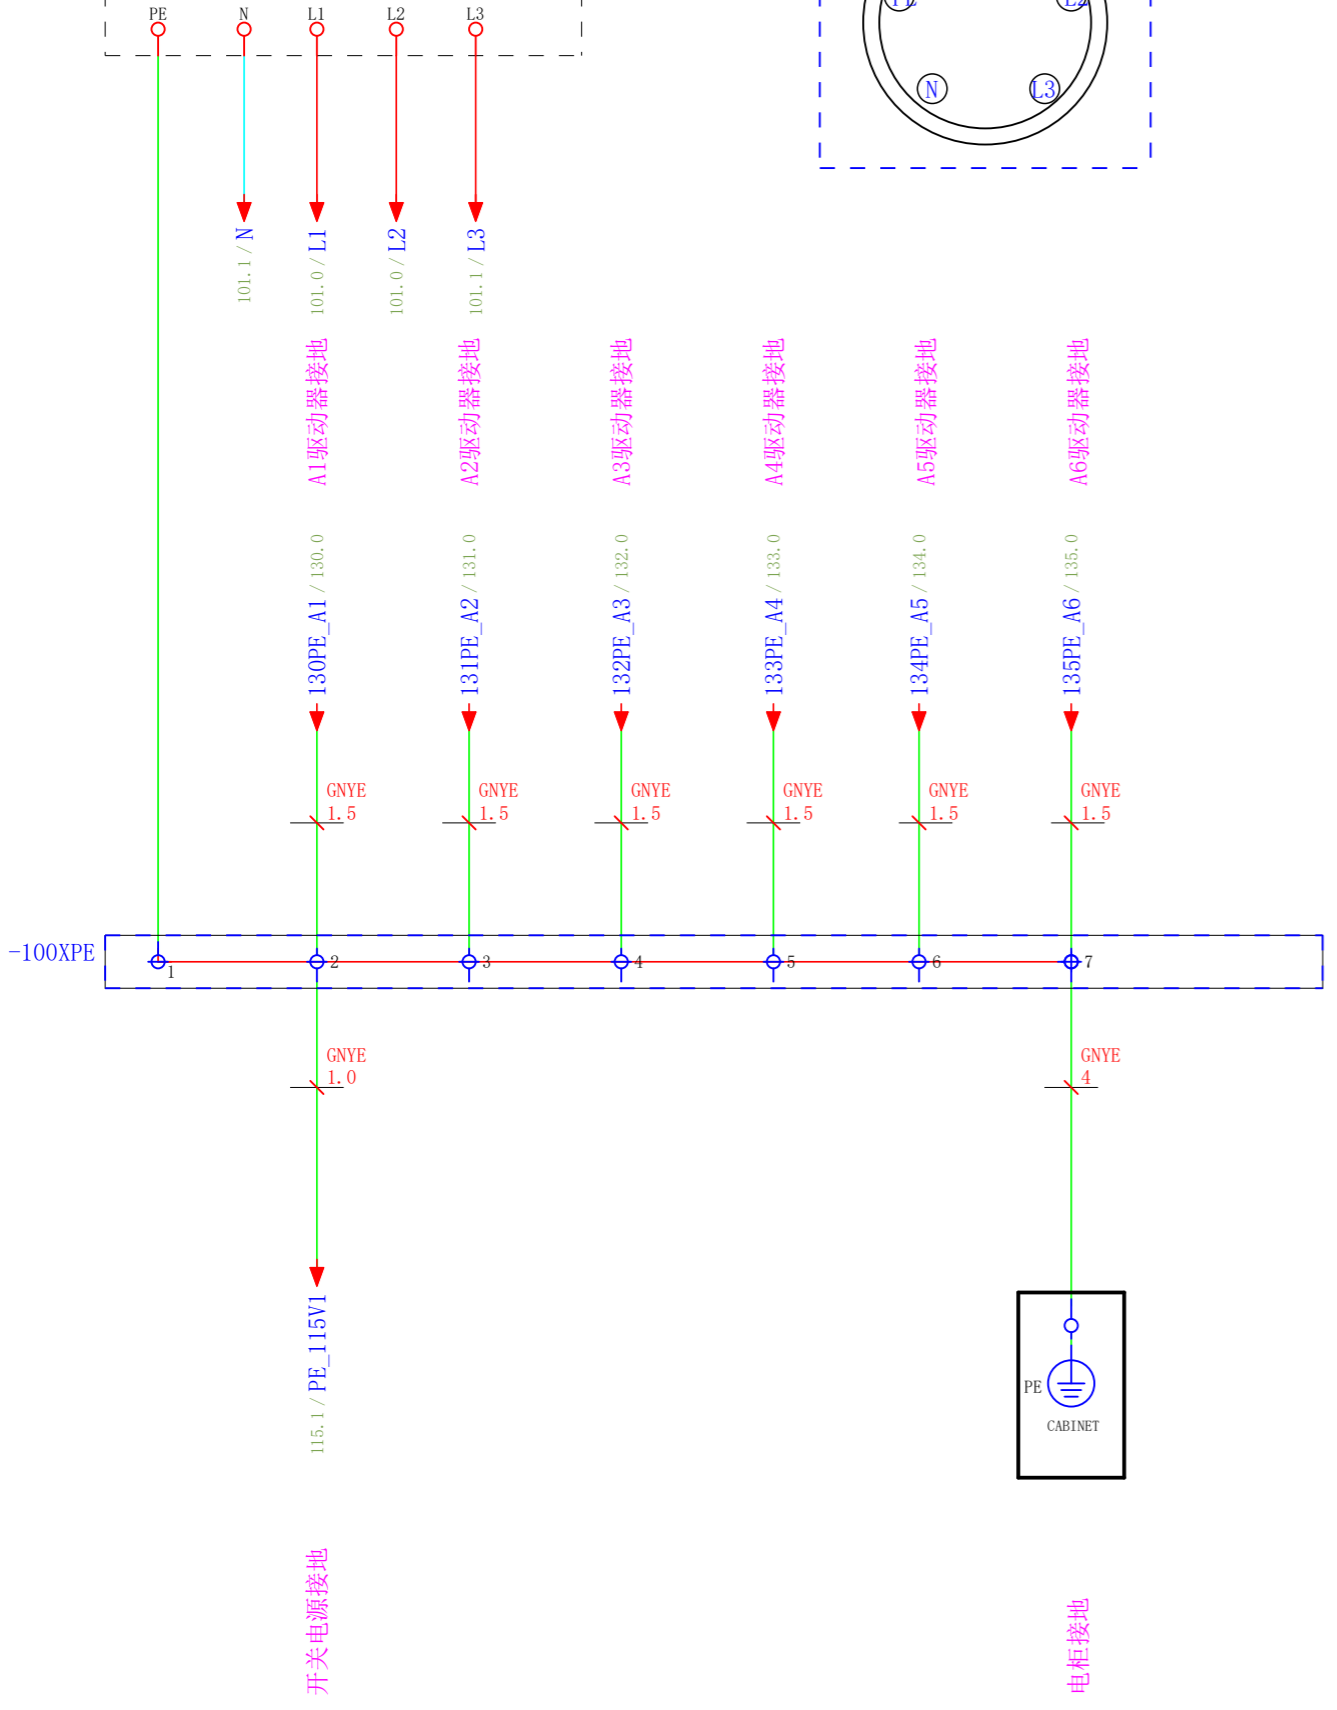 PE N L1 L2 L3
L2
N L3
101.1 / N
101.0 / L1
101.0 / L2
101.1 / L3
A1驱动器接地
A2驱动器接地
A3驱动器接地
A4驱动器接地
A5驱动器接地
A6驱动器接地
130PE_A1 / 130.0
131PE_A2 / 131.0
132PE_A3 / 132.0
133PE_A4 / 133.0
134PE_A5 / 134.0
135PE_A6 / 135.0
GNYE GNYE GNYE GNYE GNYE GNYE
1.5 1.5 1.5 1.5 1.5 1.5
-100XPE
1 2 3 4 5 6 7
GNYE GNYE
1.0 4
115.1 / PE_115V1
PE
CABINET
开关电源接地
电柜接地